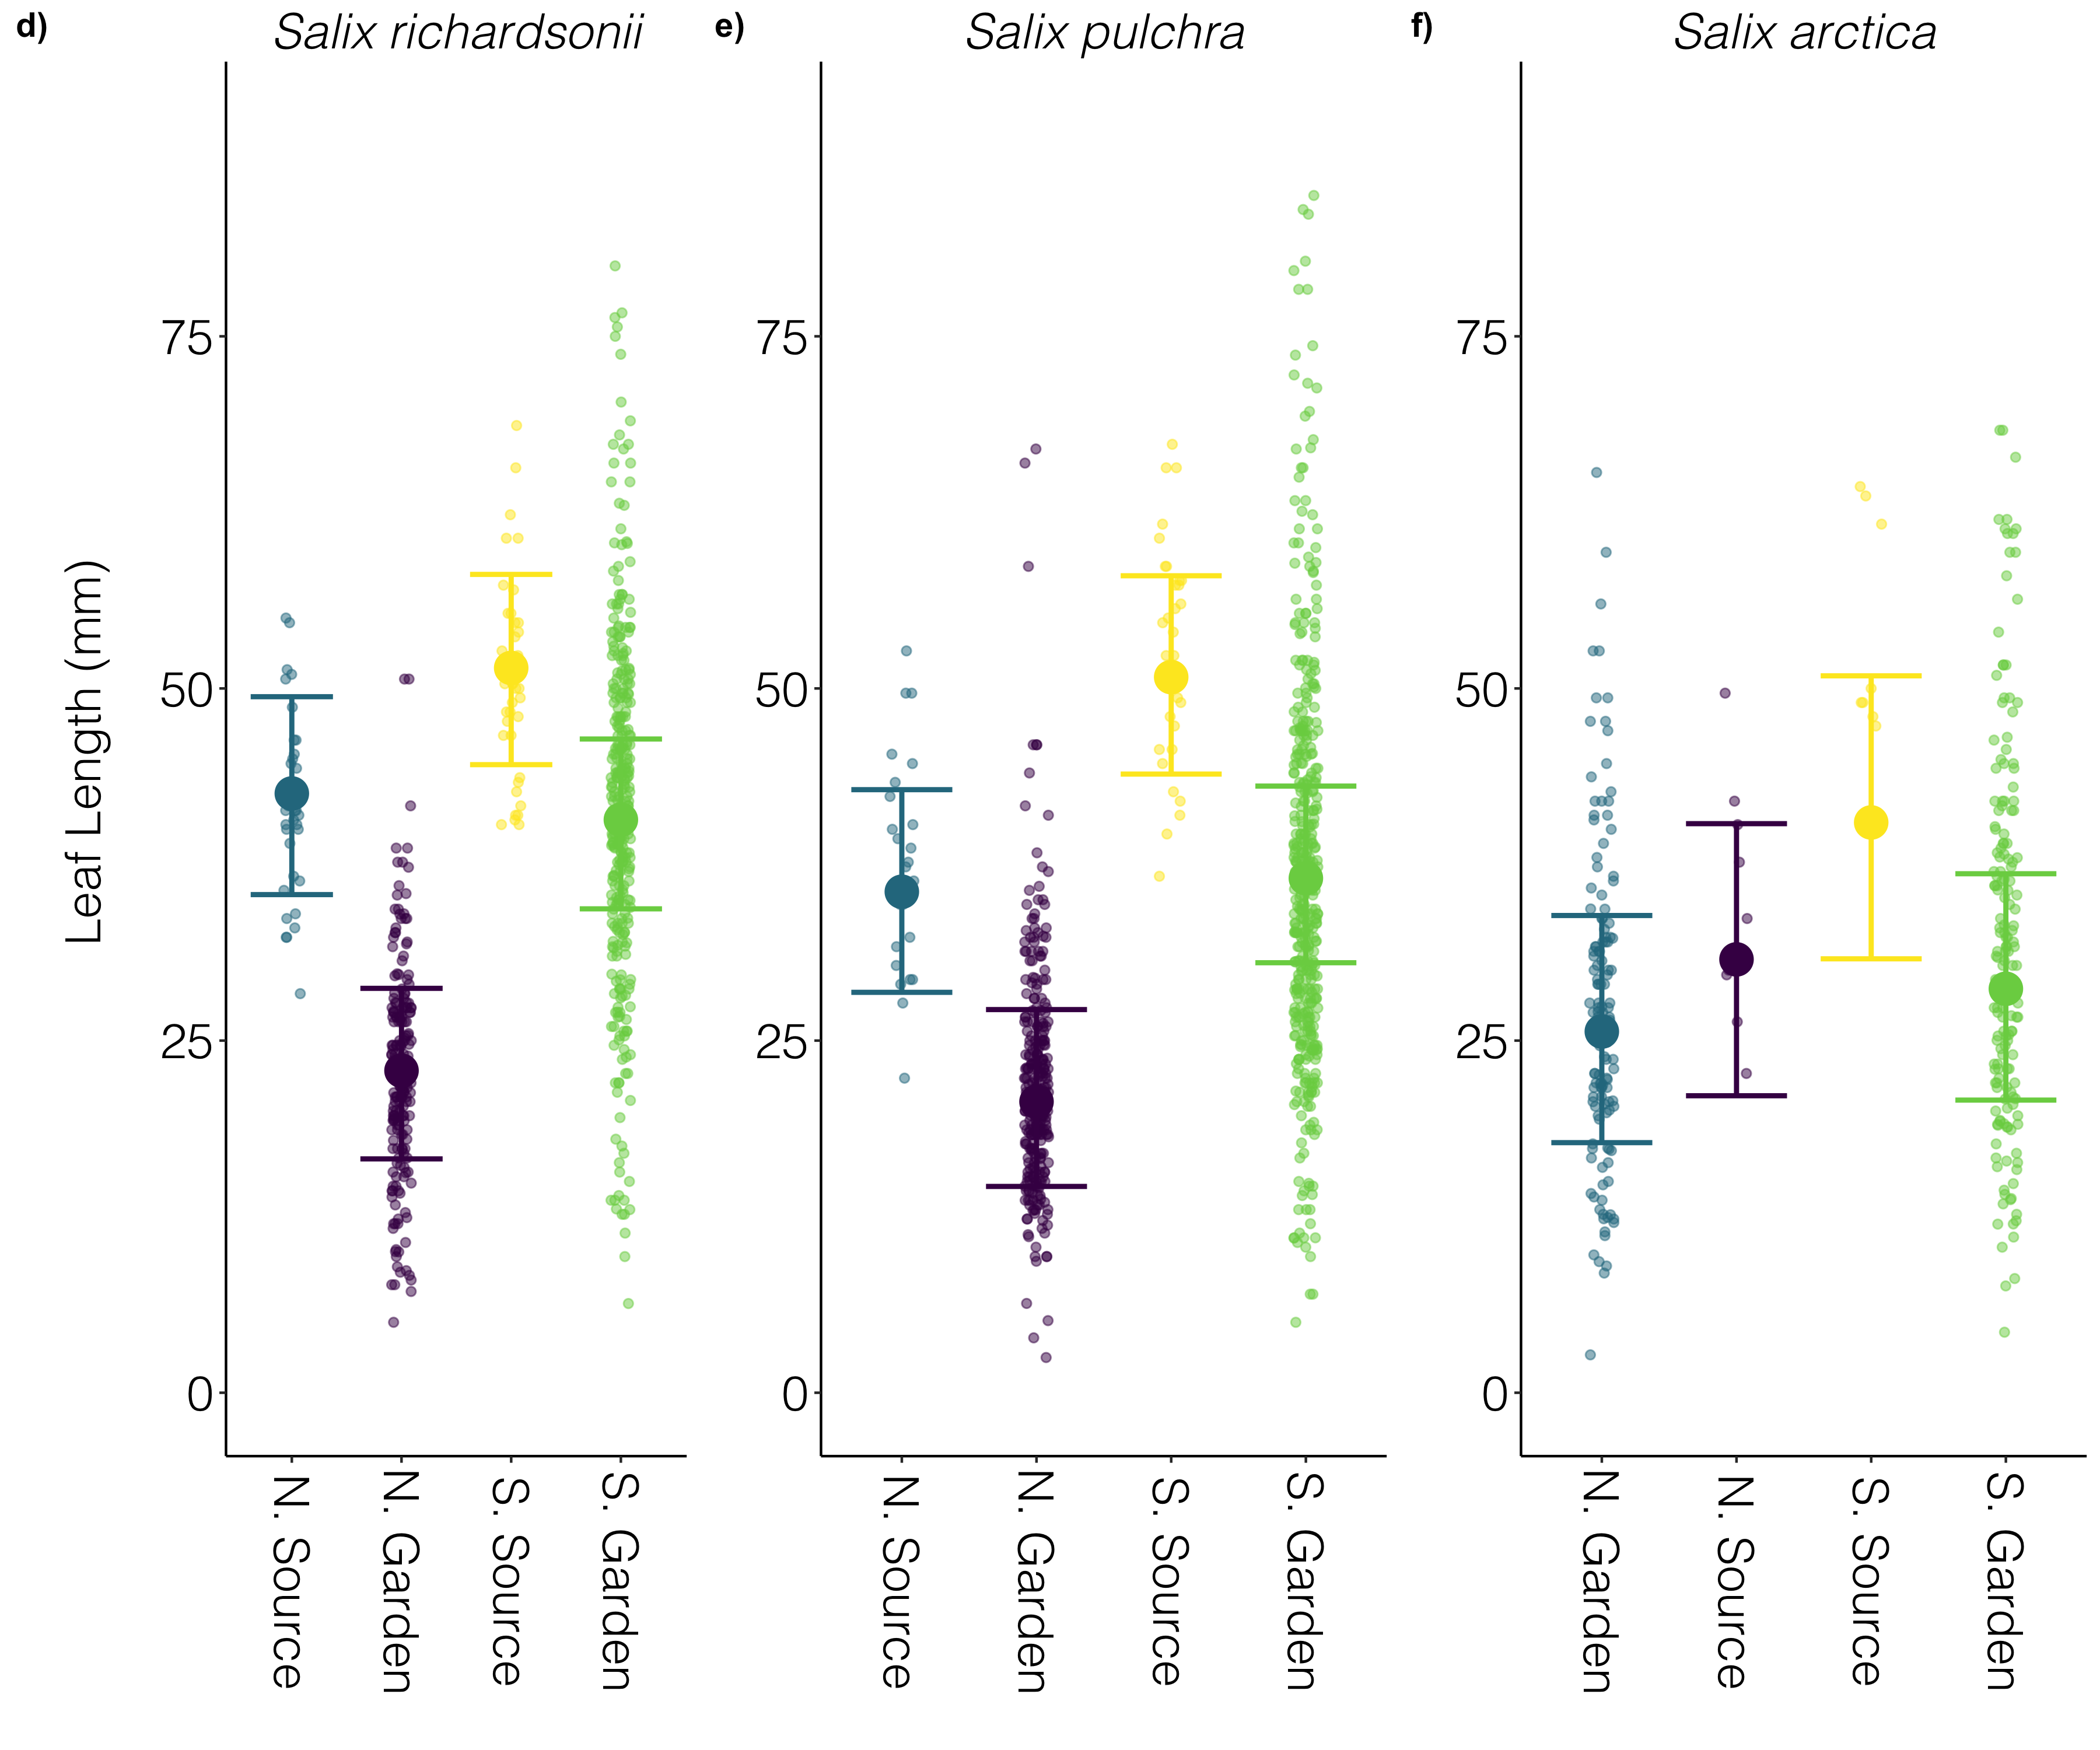 d)
Salix richardsonii
e)
Salix pulchra
f)
Salix arctica
Leaf Length (mm)
75
50
25
0
N. Source
N. Garden
S. Source
S. Garden
75
50
25
0
N. Source
N. Garden
S. Source
S. Garden
75
50
25
0
N. Garden
N. Source
S. Source
S. Garden